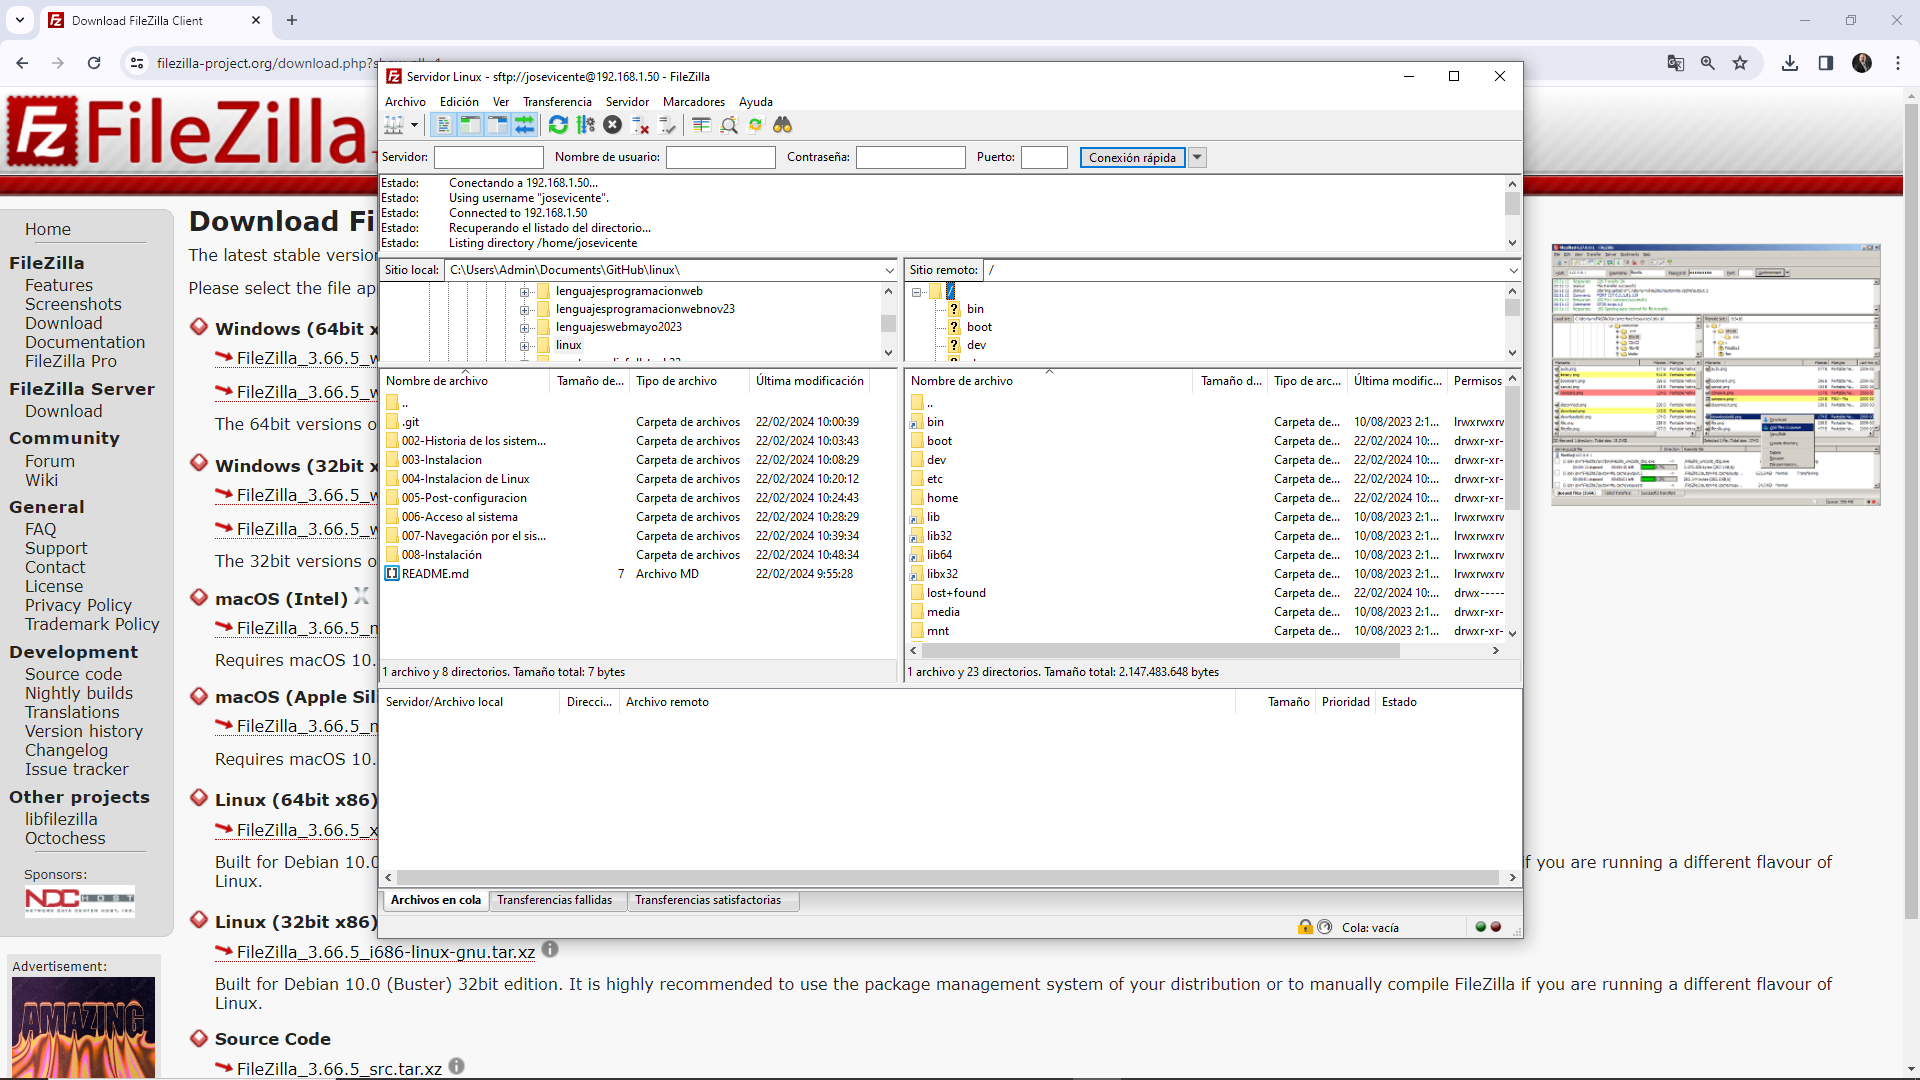 Download FileZilla Client
filezilla-project.org/download.php?
Servidor Linux - sftp://josevicente@192.168.1.50 - FileZilla
Archivo Edición Ver Transferencia Servidor Marcadores Ayuda
Servidor: Nombre de usuario: Contraseña: Puerto: Conexión rápida
Estado: Conectando a 192.168.1.50...
Estado: Using username "josevicente".
Estado: Connected to 192.168.1.50
Estado: Recuperando el listado del directorio...
Estado: Listing directory /home/josevicente
Sitio local: C:\Users\Admin\Documents\GitHub\linux\
lenguajesprogramacionweb
lenguajesprogramacionwebnov23
lenguajeswebmayo2023
linux
Sitio remoto: /
/
bin
boot
dev
Nombre de archivo Tamaño de... Tipo de archivo Última modificación
..
.git Carpeta de archivos 22/02/2024 10:00:39
002-Historia de los sistem... Carpeta de archivos 22/02/2024 10:03:43
003-Instalacion Carpeta de archivos 22/02/2024 10:08:29
004-Instalacion de Linux Carpeta de archivos 22/02/2024 10:20:12
005-Post-configuracion Carpeta de archivos 22/02/2024 10:24:43
006-Acceso al sistema Carpeta de archivos 22/02/2024 10:28:29
007-Navegación por el sis... Carpeta de archivos 22/02/2024 10:39:34
008-Instalación Carpeta de archivos 22/02/2024 10:48:34
README.md 7 Archivo MD 22/02/2024 9:55:28
1 archivo y 8 directorios. Tamaño total: 7 bytes
Nombre de archivo Tamaño d... Tipo de arc... Última modific... Permisos
..
bin Carpeta de... 10/08/2023 2:1... lrwxrwxrv
boot Carpeta de... 22/02/2024 10:... drwxr-xr-
dev Carpeta de... 22/02/2024 10:... drwxr-xr-
etc Carpeta de... 22/02/2024 10:... drwxr-xr-
home Carpeta de... 22/02/2024 10:... drwxr-xr-
lib Carpeta de... 10/08/2023 2:1... lrwxrwxrv
lib32 Carpeta de... 10/08/2023 2:1... lrwxrwxrv
lib64 Carpeta de... 10/08/2023 2:1... lrwxrwxrv
libx32 Carpeta de... 10/08/2023 2:1... lrwxrwxrv
lost+found Carpeta de... 22/02/2024 10:... drwx-----
media Carpeta de... 10/08/2023 2:1... drwxr-xr-
mnt Carpeta de... 10/08/2023 2:1... drwxr-xr-
1 archivo y 23 directorios. Tamaño total: 2.147.483.648 bytes
Servidor/Archivo local Direcci... Archivo remoto Tamaño Prioridad Estado
Archivos en cola Transferencias fallidas Transferencias satisfactorias
Cola: vacía
FileZilla
Home
FileZilla
Features
Screenshots
Download
Documentation
FileZilla Pro
FileZilla Server
Download
Community
Forum
Wiki
General
FAQ
Support
Contact
License
Privacy Policy
Trademark Policy
Development
Source code
Nightly builds
Translations
Version history
Changelog
Issue tracker
Other projects
libfilezilla
Octochess
Sponsors:
NDC HOST
NETWORK DATA CENTER HOST, INC.
Advertisement:
AMAZING
Download Fi
The latest stable versio
Please select the file ap
Windows (64bit x
FileZilla_3.66.5_w
FileZilla_3.66.5_w
The 64bit versions o
Windows (32bit x
FileZilla_3.66.5_w
FileZilla_3.66.5_w
The 32bit versions o
macOS (Intel)
FileZilla_3.66.5_m
Requires macOS 10.
macOS (Apple Sil
FileZilla_3.66.5_m
Requires macOS 10.
Linux (64bit x86)
FileZilla_3.66.5_x
Built for Debian 10.0 if you are running a different flavour of
Linux.
Linux (32bit x86)
FileZilla_3.66.5_i686-linux-gnu.tar.xz
Built for Debian 10.0 (Buster) 32bit edition. It is highly recommended to use the package management system of your distribution or to manually compile FileZilla if you are running a different flavour of
Linux.
Source Code
FileZilla_3.66.5_src.tar.xz